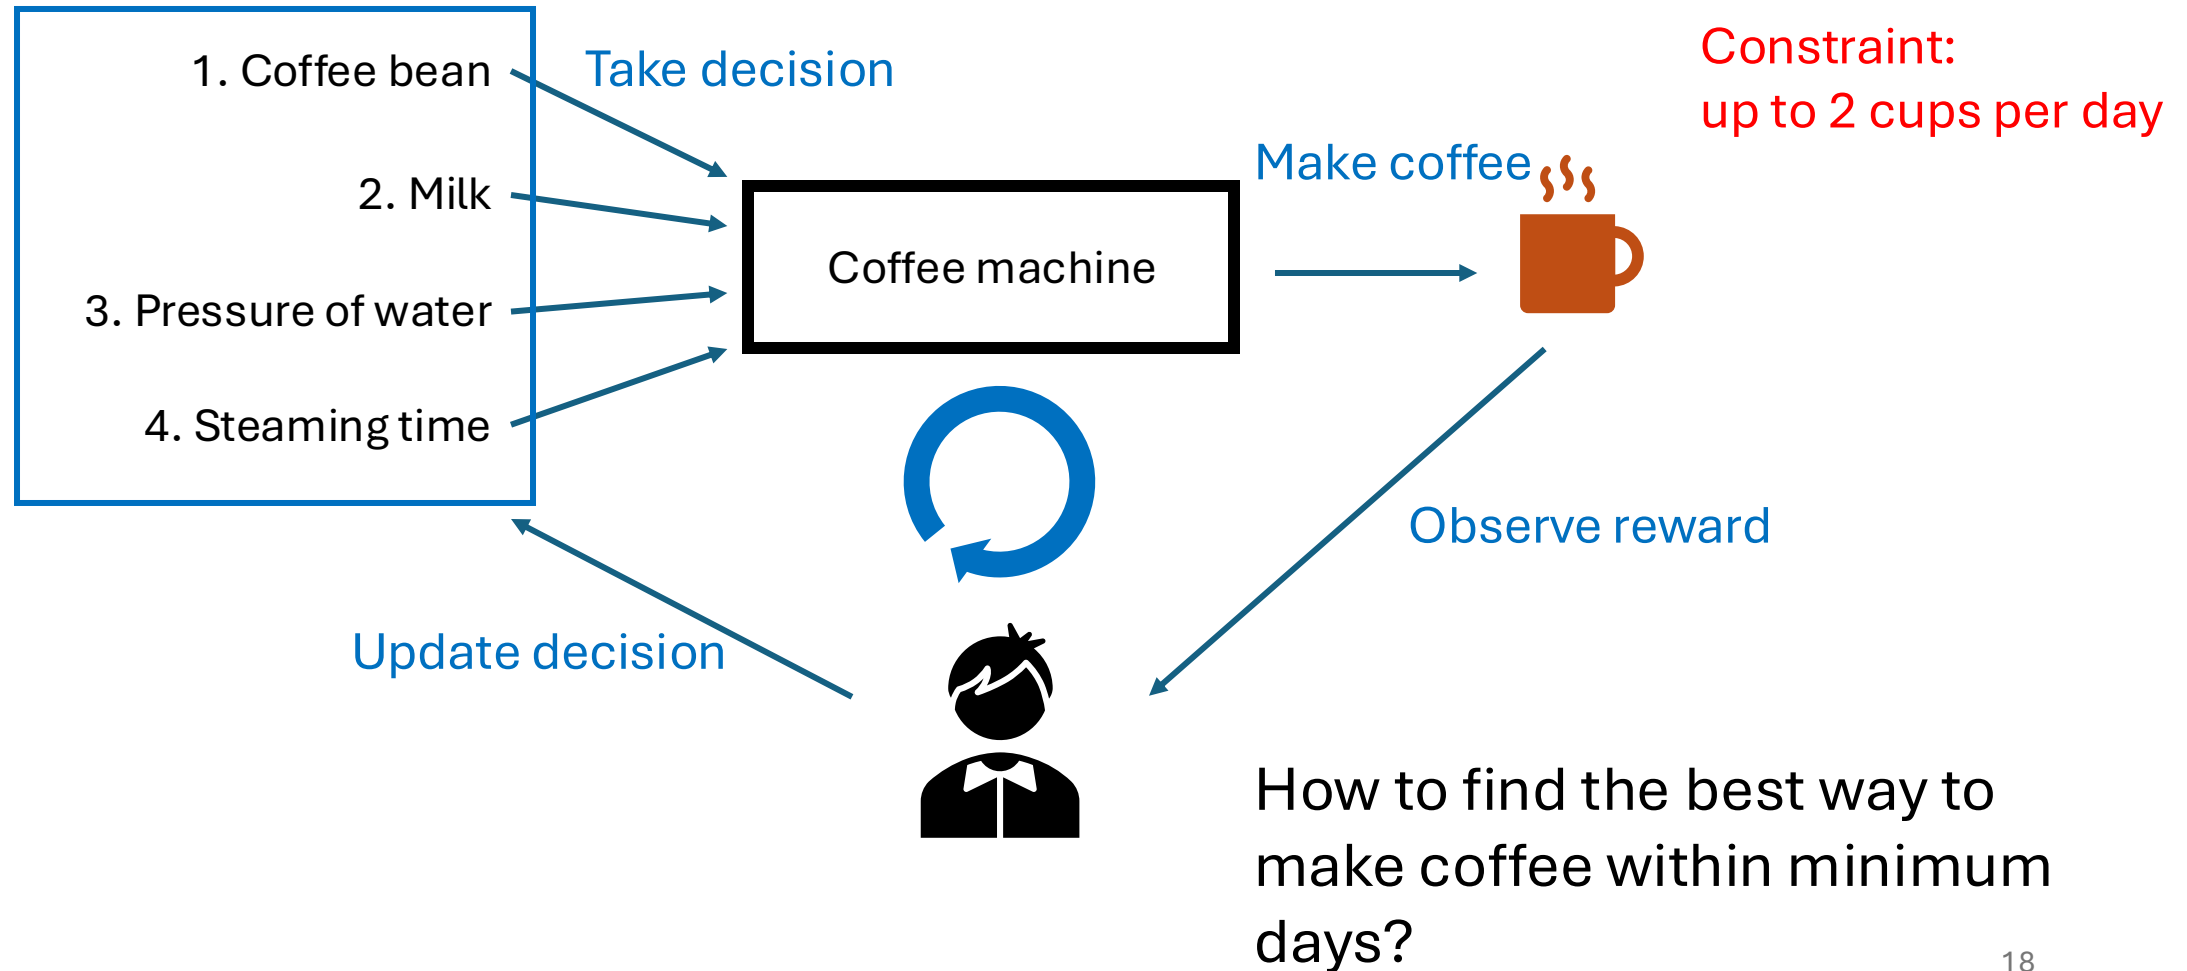 1. Coffee bean
2. Milk
3. Pressure of water
4. Steaming time
Take decision
Coffee machine
Make coffee
Constraint:
up to 2 cups per day
Observe reward
Update decision
How to find the best way to
make coffee within minimum
days?
18